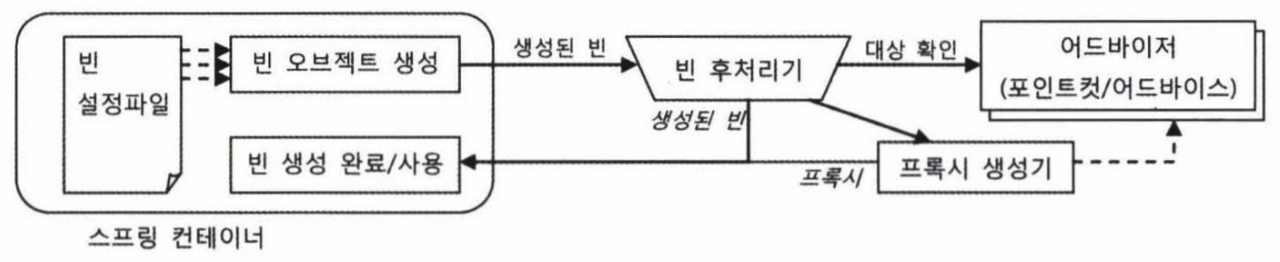 빈
설정파일
빈 오브젝트 생성
생성된 빈
빈 후처리기
대상 확인
어드바이저
(포인트컷/어드바이스)
생성된 빈
빈 생성 완료/사용
프록시
프록시 생성기
스프링 컨테이너